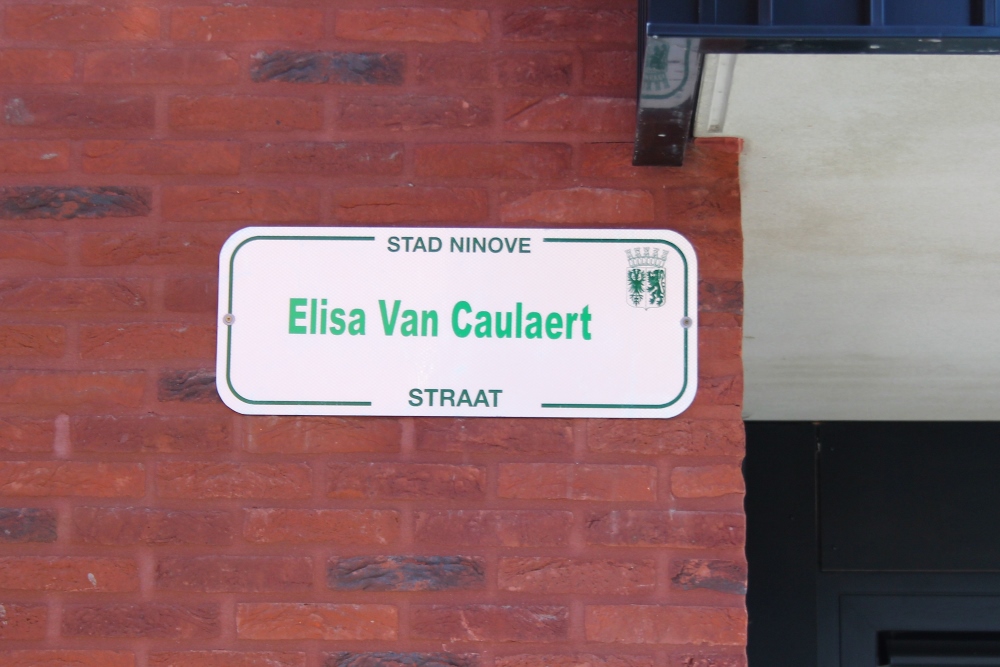 STAD NINOVE
Elisa Van Caulaert
STRAAT